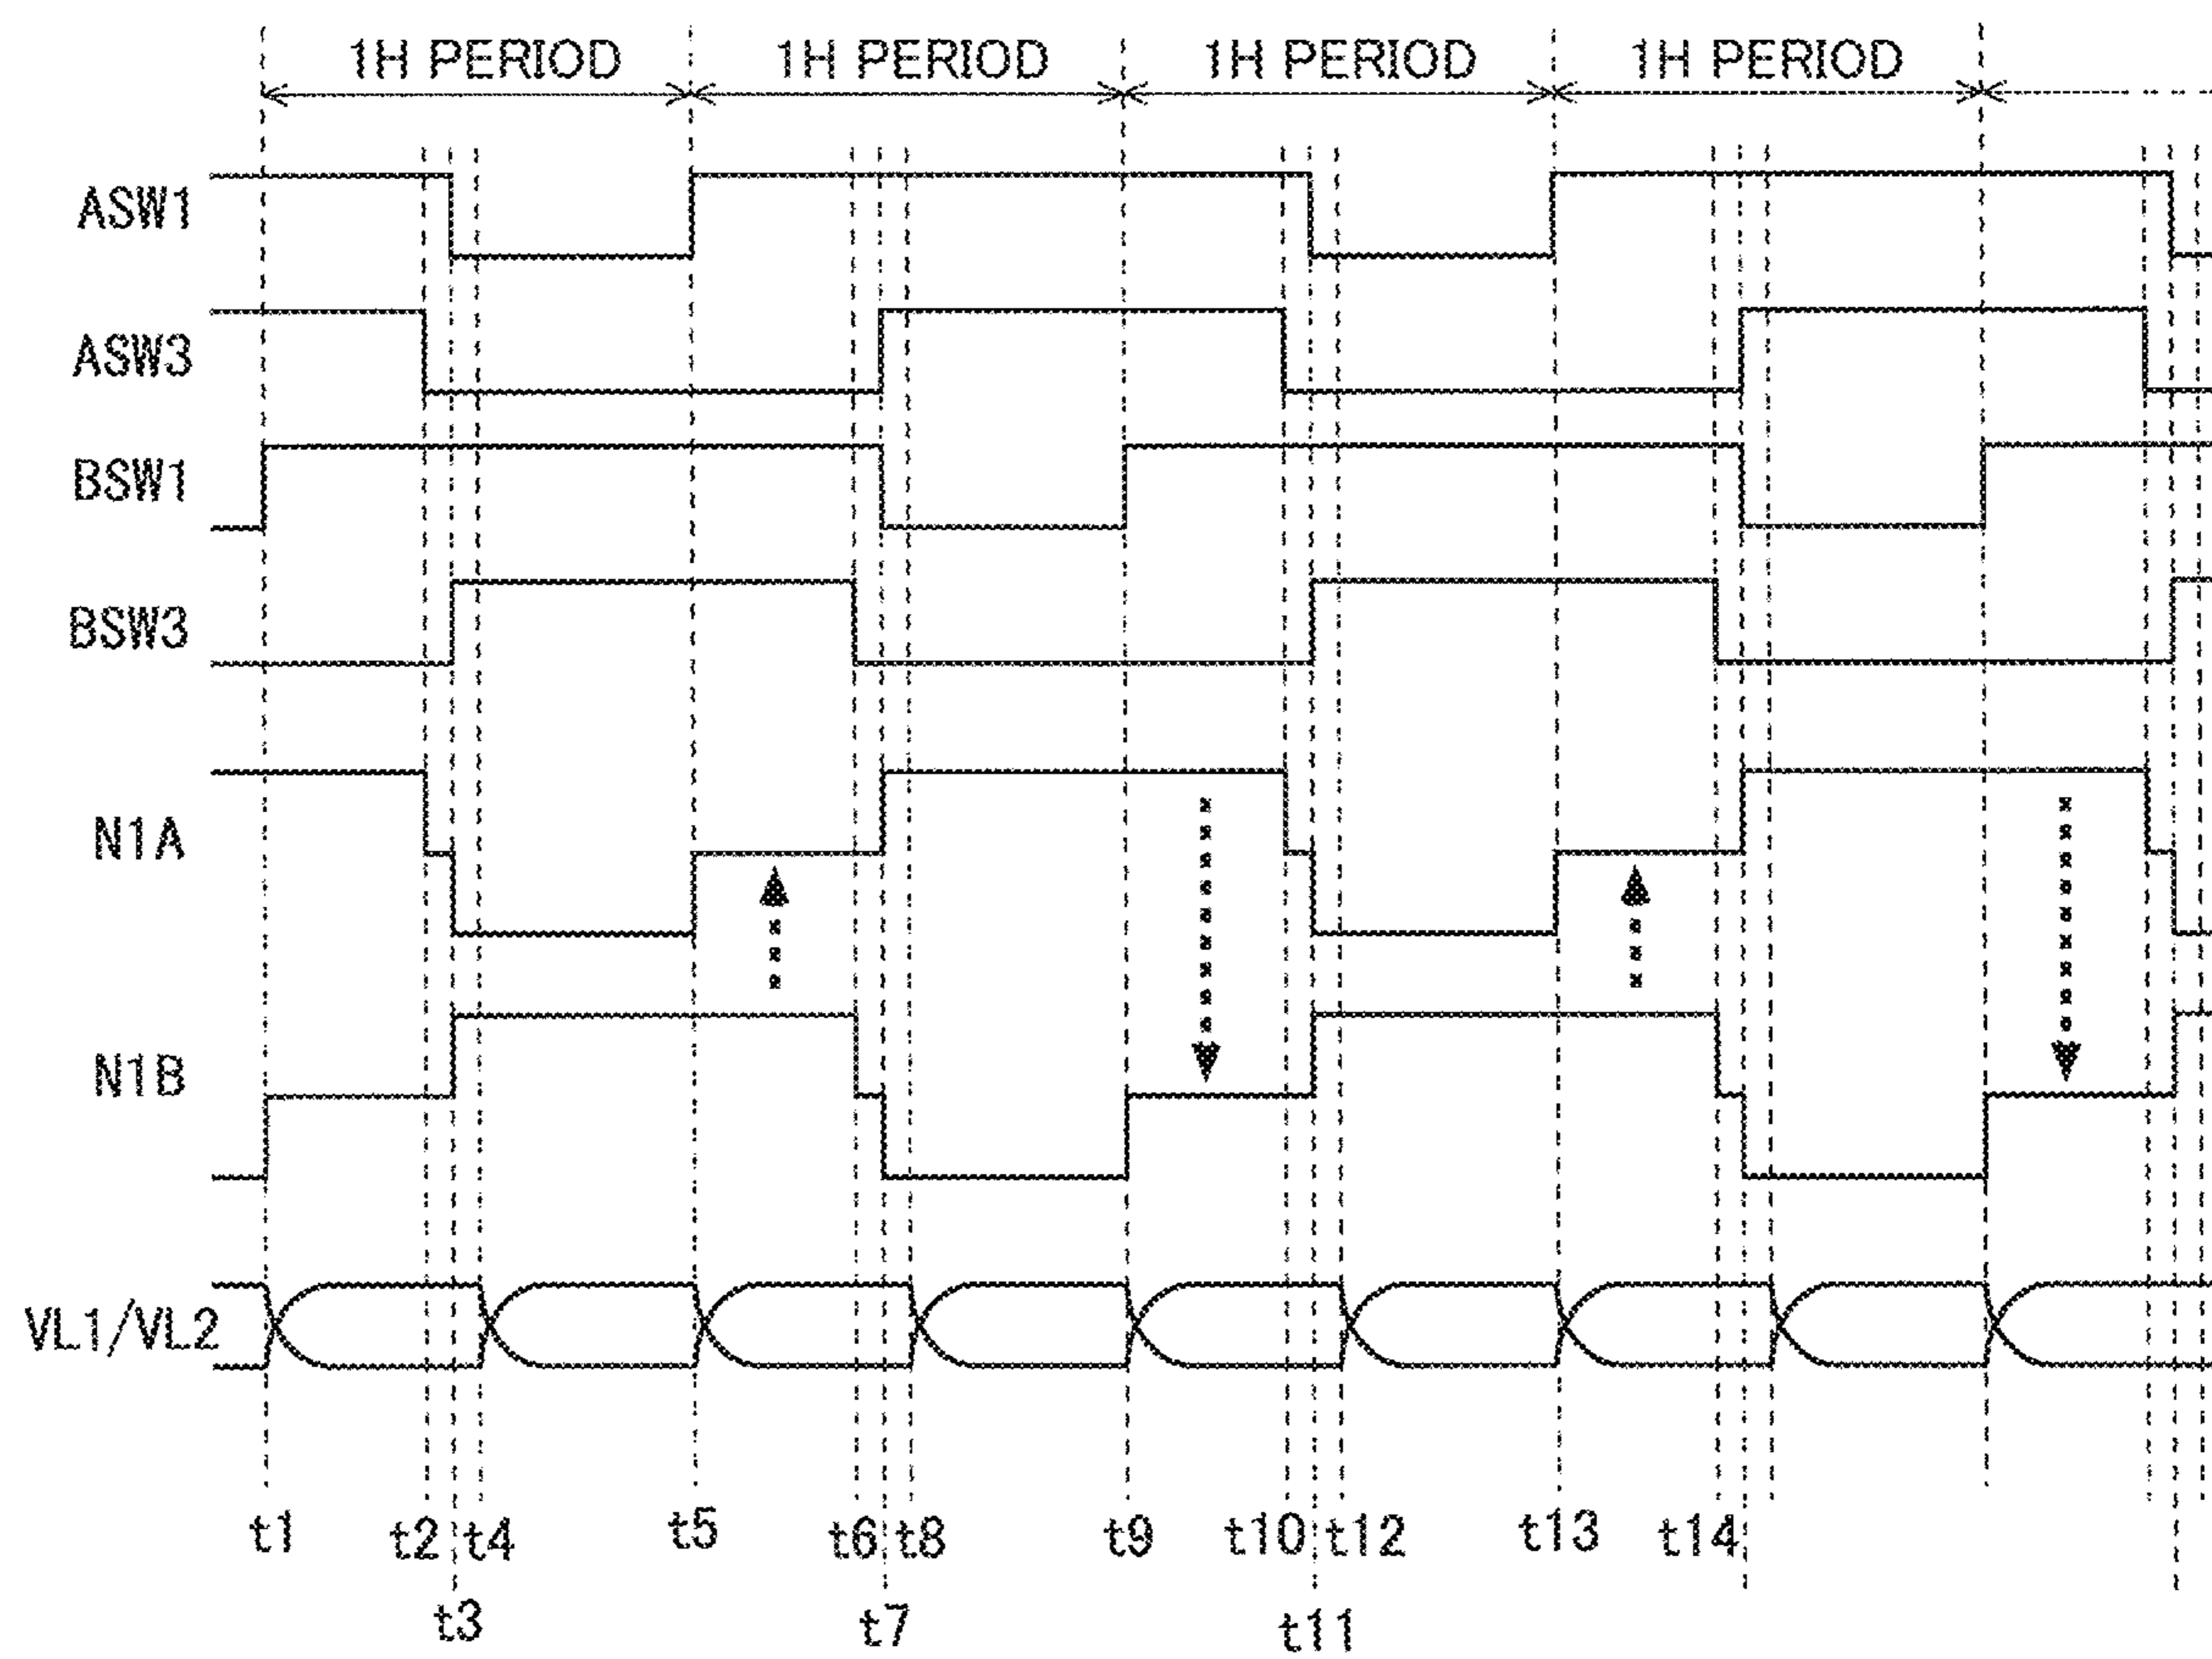 1H PERIOD 1H PERIOD 1H PERIOD 1H PERIOD
ASW1
ASW3
BSW1
BSW3
N1A
N1B
VL1/VL2
t1 t2 t4 t5 t6 t8 t9 t10 t12 t13 t14
t3 t7 t11